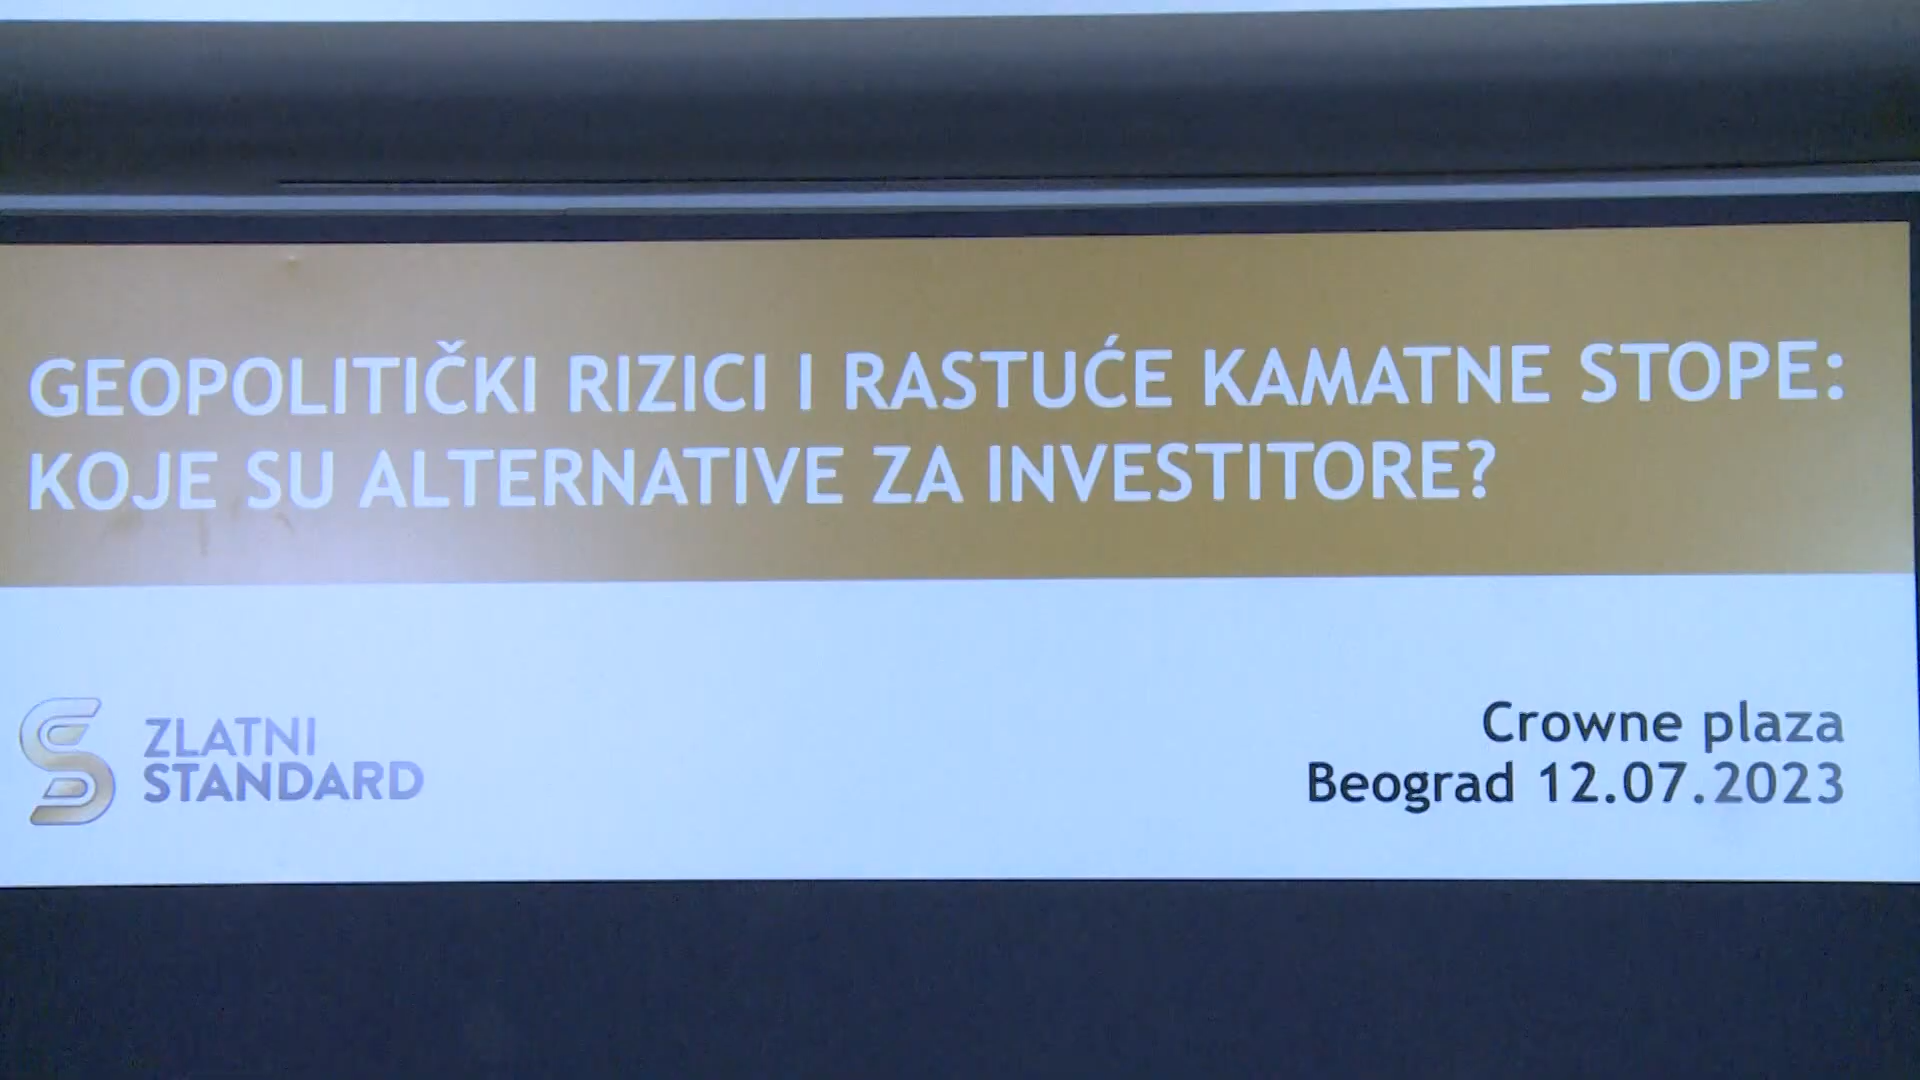 GEOPOLITIČKI RIZICI I RASTUĆE KAMATNE STOPE:
KOJE SU ALTERNATIVE ZA INVESTITORE?
ZLATNI
STANDARD
Crowne plaza
Beograd 12.07.2023